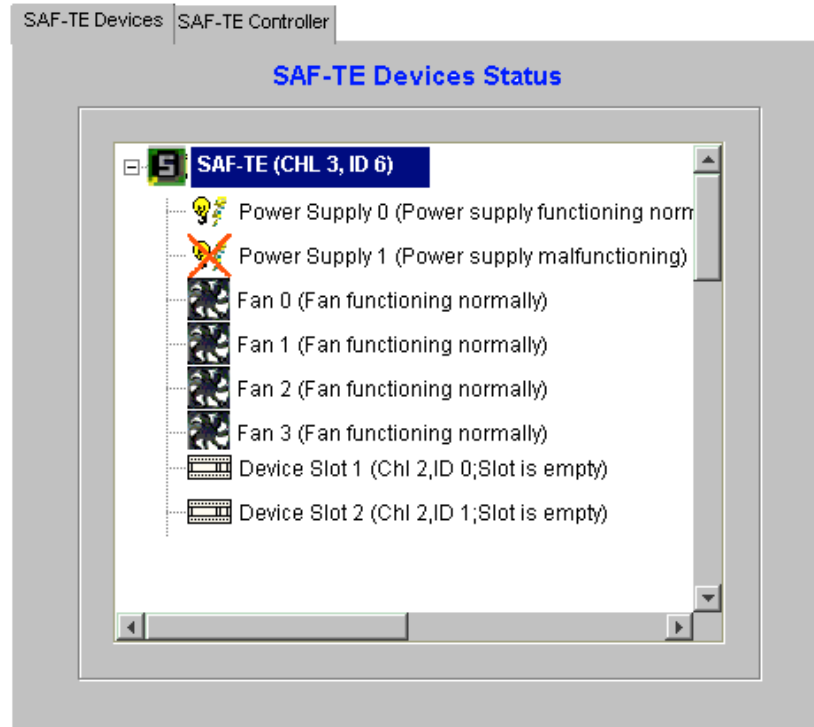 SAF-TE Devices SAF-TE Controller
SAF-TE Devices Status
SAF-TE (CHL 3, ID 6)
Power Supply 0 (Power supply functioning norm
Power Supply 1 (Power supply malfunctioning)
Fan 0 (Fan functioning normally)
Fan 1 (Fan functioning normally)
Fan 2 (Fan functioning normally)
Fan 3 (Fan functioning normally)
Device Slot 1 (Chl 2,ID 0;Slot is empty)
Device Slot 2 (Chl 2,ID 1;Slot is empty)